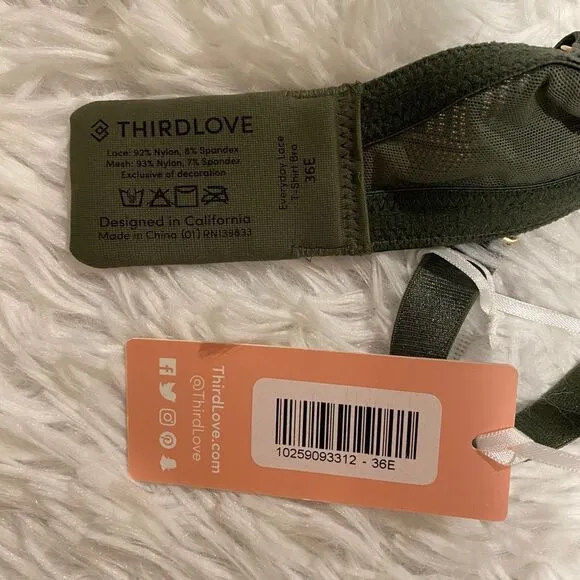 THIRDLOVE
Lace: 92% Nylon, 8% Spandex
Mesh: 93% Nylon, 7% Spandex
Exclusive of decoration
Designed in California
Made in China (01) RN139833
Everyday Lace
T-Shirt Bra
36E
ThirdLove.com
@ThirdLove
10259093312 - 36E